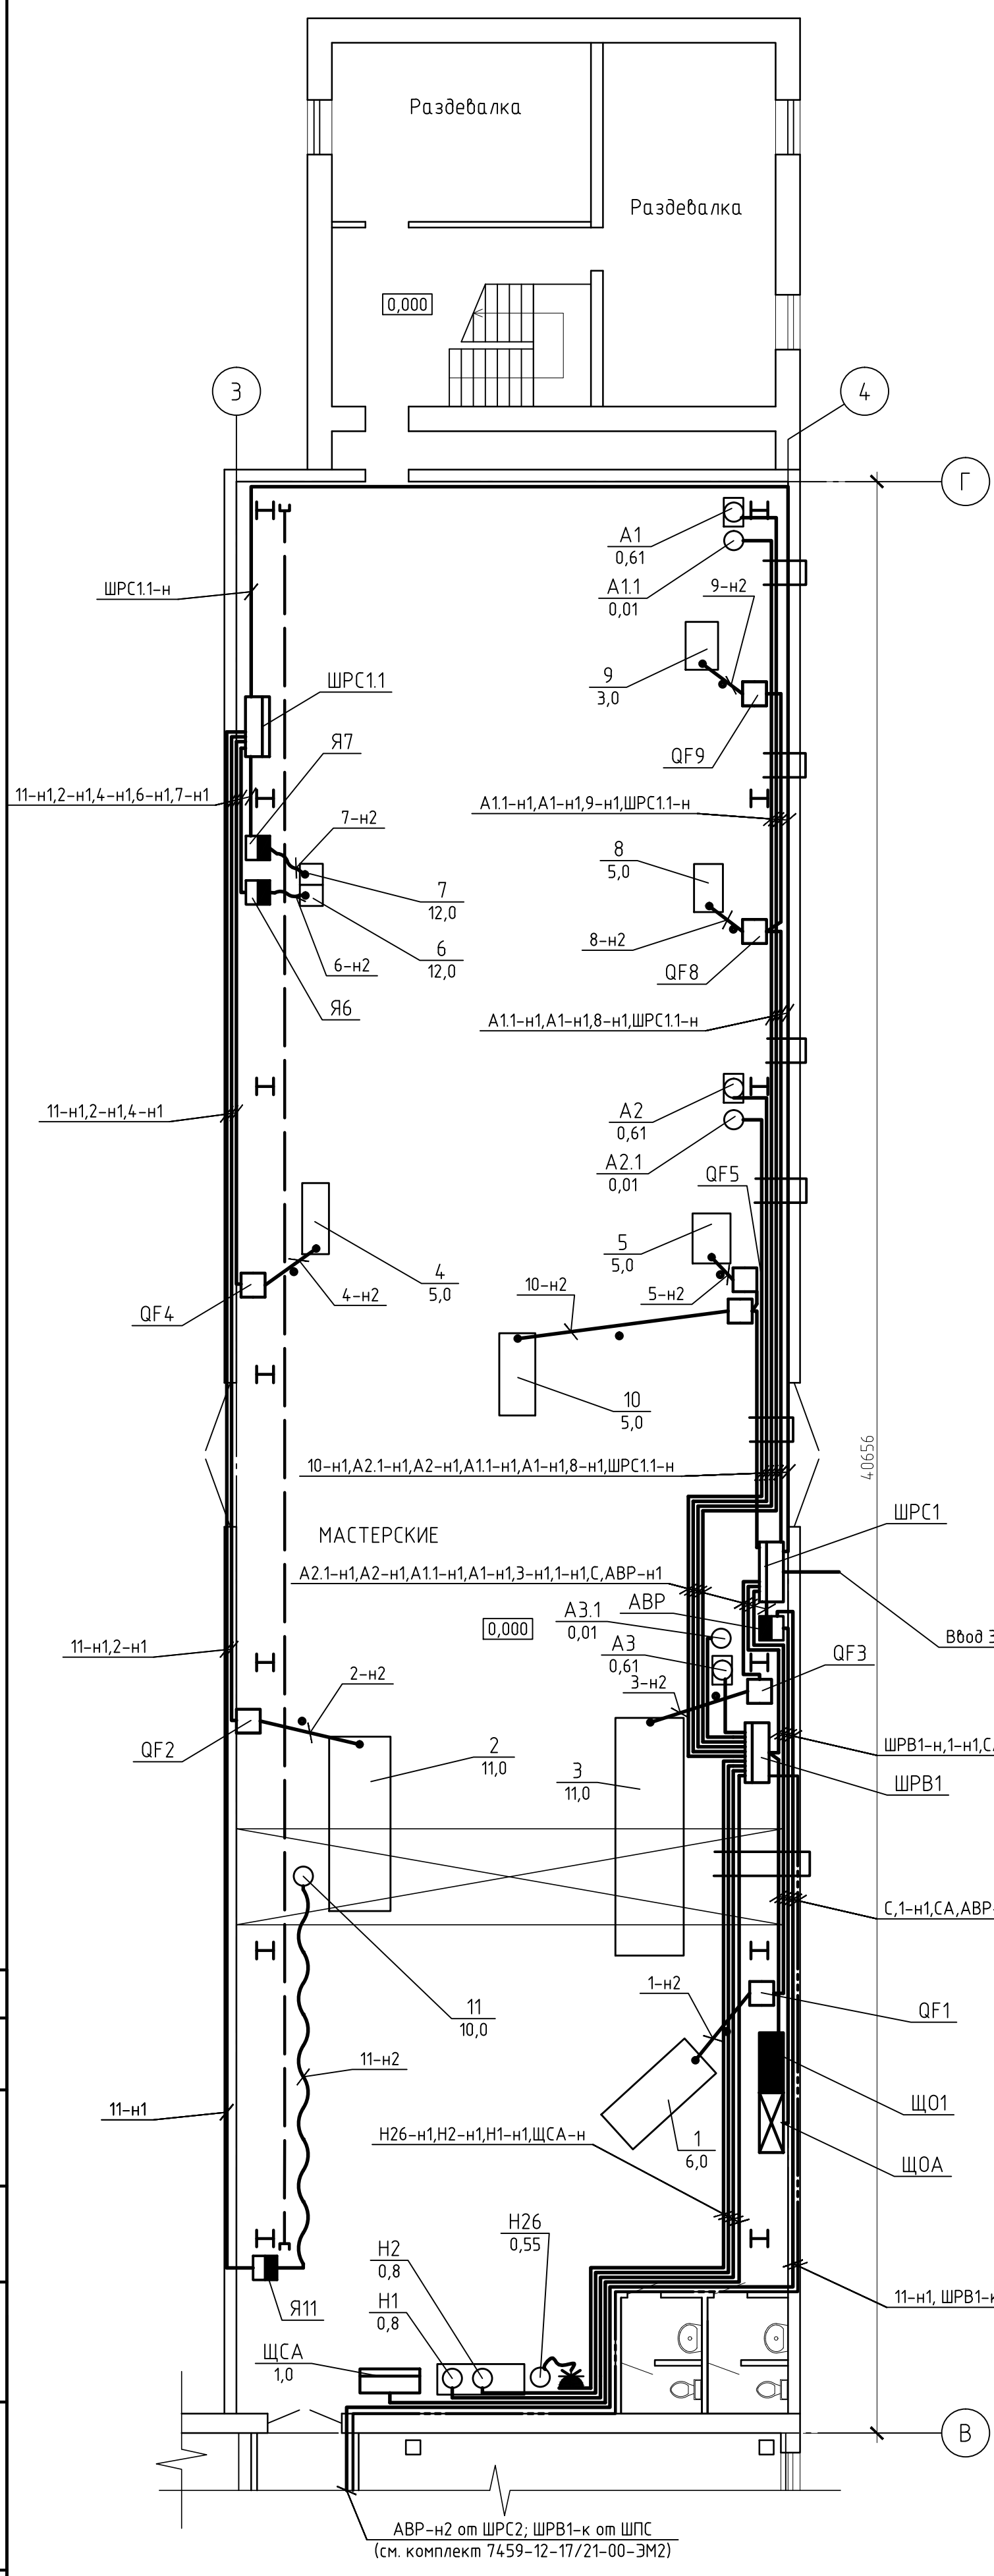 Раздевалка
Раздевалка
0,000
3
4
Г
А1
0,61
А1.1
0,01
9-н2
ШРС1.1-н
9
3,0
ШРС1.1
Я7
QF9
11-н1,2-н1,4-н1,6-н1,7-н1
А1.1-н1,А1-н1,9-н1,ШРС1.1-н
7-н2
8
5,0
7
12,0
8-н2
6
12,0
6-н2
QF8
Я6
А1.1-н1,А1-н1,8-н1,ШРС1.1-н
11-н1,2-н1,4-н1
А2
0,61
А2.1
0,01
QF5
5
5,0
4
5,0
10-н2
5-н2
4-н2
QF4
10
5,0
40656
10-н1,А2.1-н1,А2-н1,А1.1-н1,А1-н1,8-н1,ШРС1.1-н
ШРС1
МАСТЕРСКИЕ
А2.1-н1,А2-н1,А1.1-н1,А1-н1,3-н1,1-н1,С,АВР-н1
АВР
А3.1
0,01
0,000
Ввод
11-н1,2-н1
А3
0,61
QF3
2-н2
3-н2
QF2
2
11,0
ШРВ1-н,1-н1,
3
11,0
ШРВ1
С,1-н1,СА,АВР-
1-н2
11
10,0
QF1
11-н2
11-н1
ЩО1
Н26-н1,Н2-н1,Н1-н1,ЩСА-н
1
6,0
ЩОА
Н26
0,55
Н2
0,8
Я11
Н1
0,8
11-н1, ШРВ1-к
ЩСА
1,0
В
АВР-н2 от ШРС2; ШРВ1-к от ШПС
(см. комплект 7459-12-17/21-00-ЭМ2)